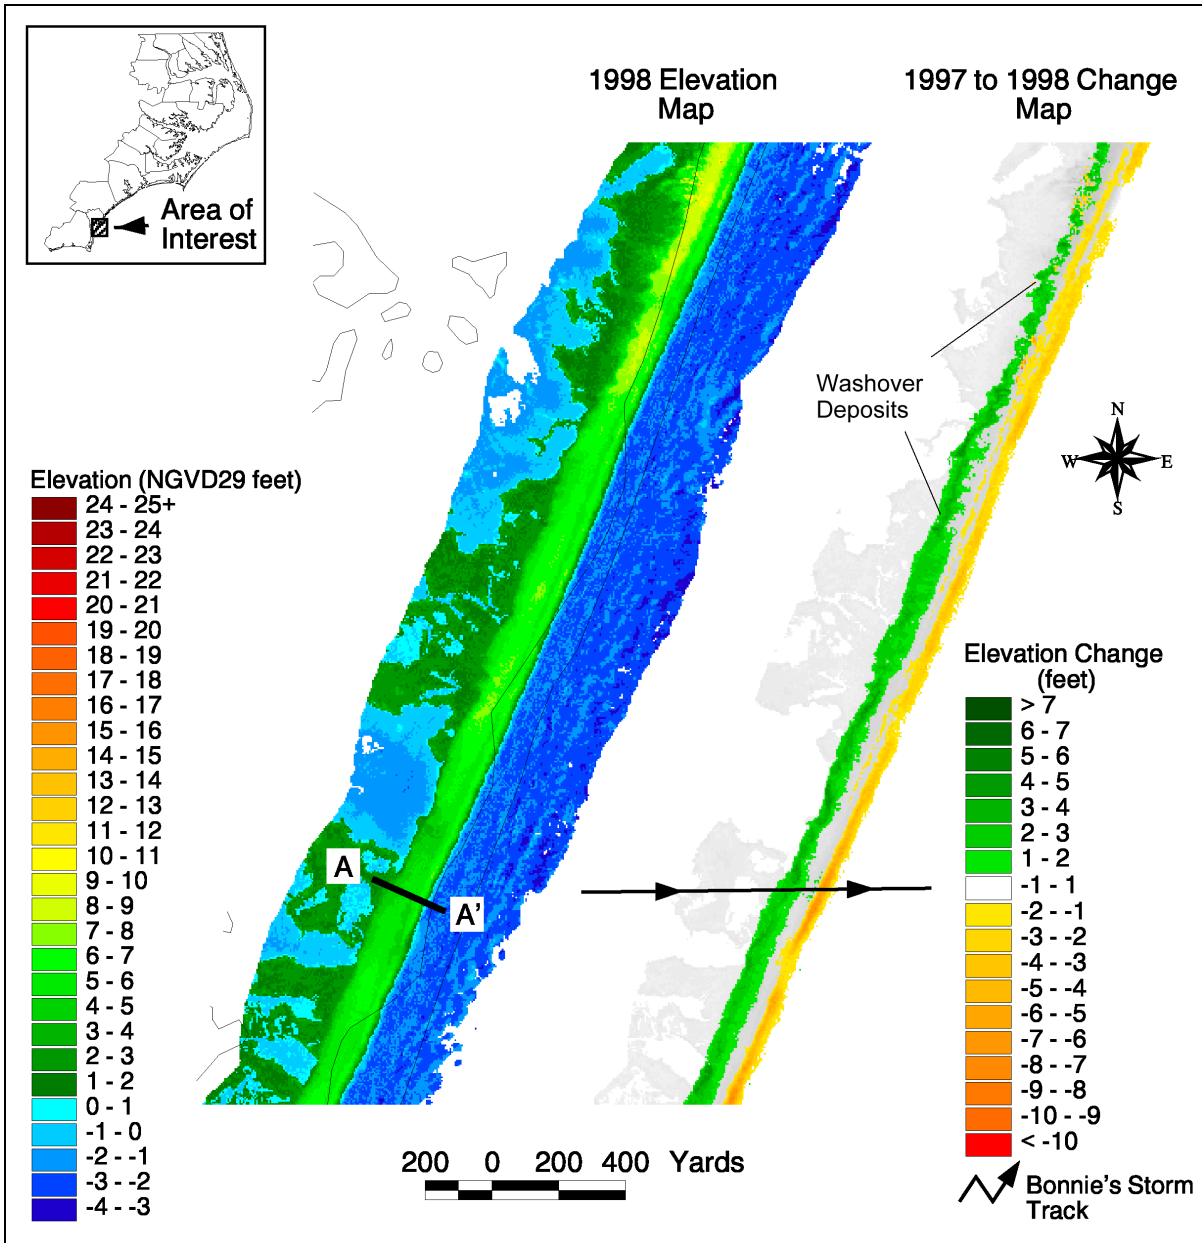 Area of
Interest
1998 Elevation
Map
1997 to 1998 Change
Map
Washover
Deposits
N
W
E
S
Elevation (NGVD29 feet)
24 - 25+
23 - 24
22 - 23
21 - 22
20 - 21
19 - 20
18 - 19
17 - 18
16 - 17
15 - 16
14 - 15
13 - 14
12 - 13
11 - 12
10 - 11
9 - 10
8 - 9
7 - 8
6 - 7
5 - 6
4 - 5
3 - 4
2 - 3
1 - 2
0 - 1
-1 - 0
-2 - -1
-3 - -2
-4 - -3
A
A'
Elevation Change
(feet)
> 7
6 - 7
5 - 6
4 - 5
3 - 4
2 - 3
1 - 2
-1 - 1
-2 - -1
-3 - -2
-4 - -3
-5 - -4
-6 - -5
-7 - -6
-8 - -7
-9 - -8
-10 - -9
< -10
200 0 200 400 Yards
Bonnie's Storm
Track